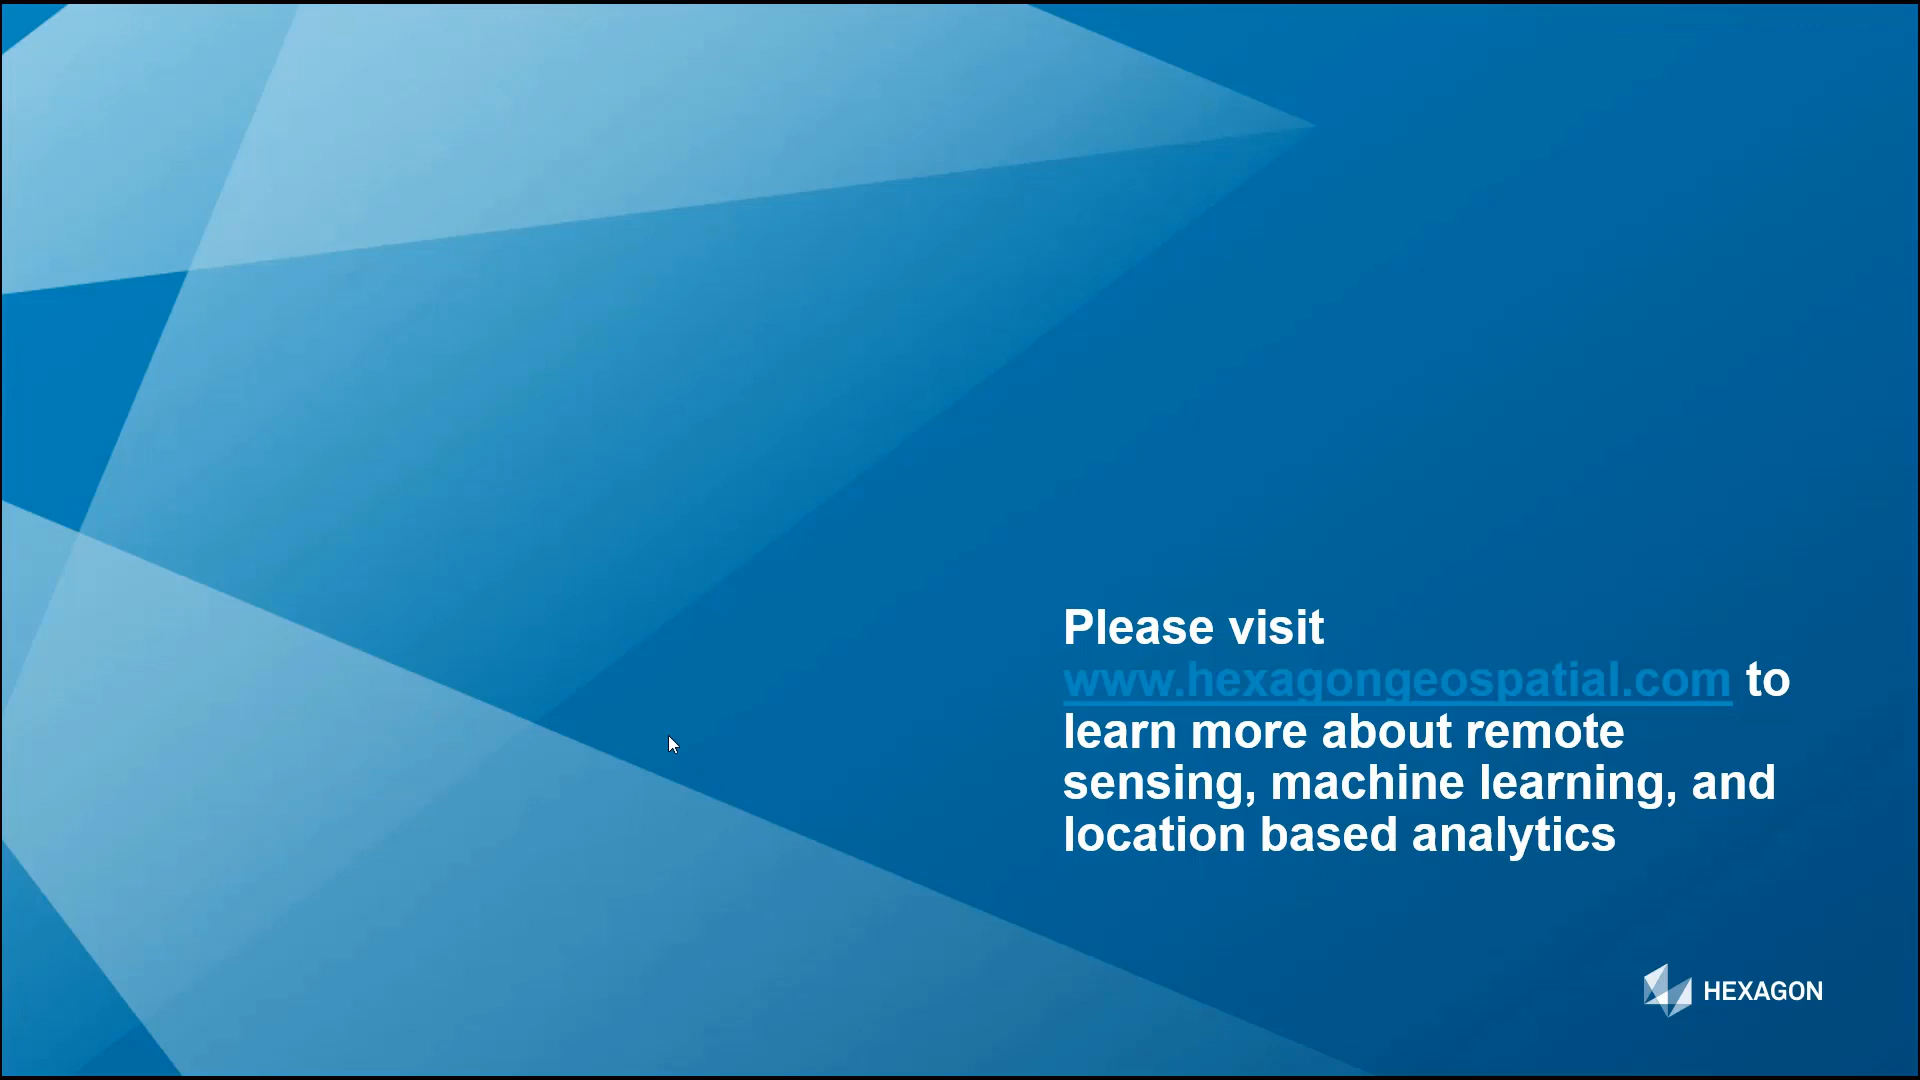 Please visit
www.hexagongeospatial.com to
learn more about remote
sensing, machine learning, and
location based analytics
HEXAGON